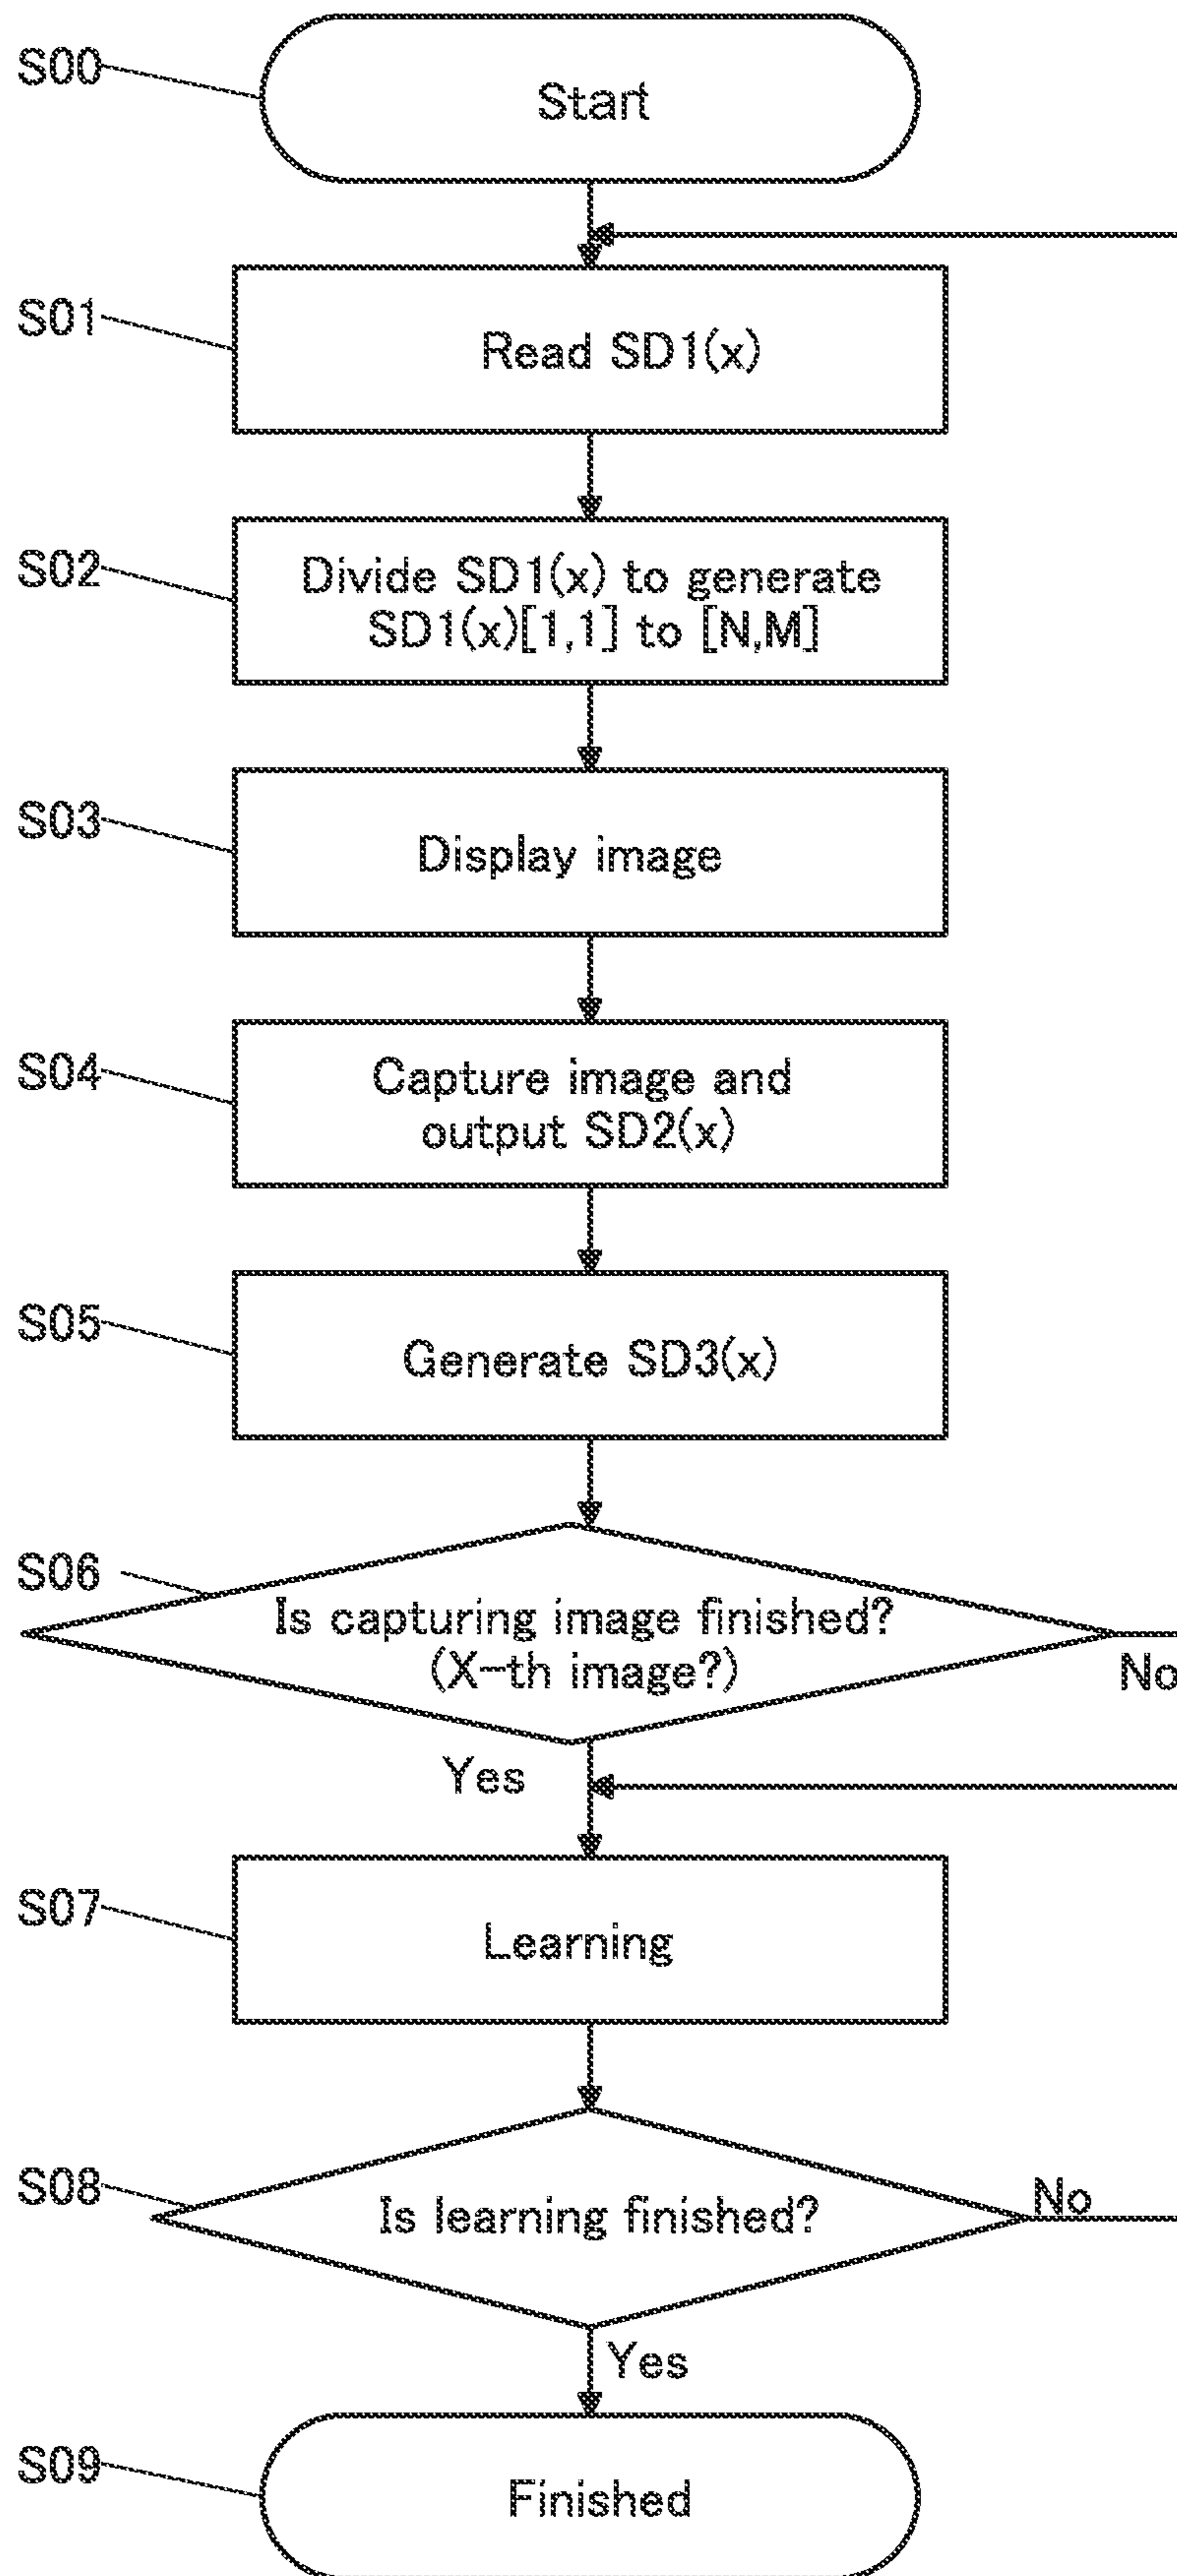 S00
Start
S01
Read SD1(x)
S02
Divide SD1(x) to generate
SD1(x)[1,1] to [N,M]
S03
Display image
S04
Capture image and
output SD2(x)
S05
Generate SD3(x)
S06
Is capturing image finished?
(X-th image?)
No
Yes
S07
Learning
S08
Is learning finished?
No
Yes
S09
Finished